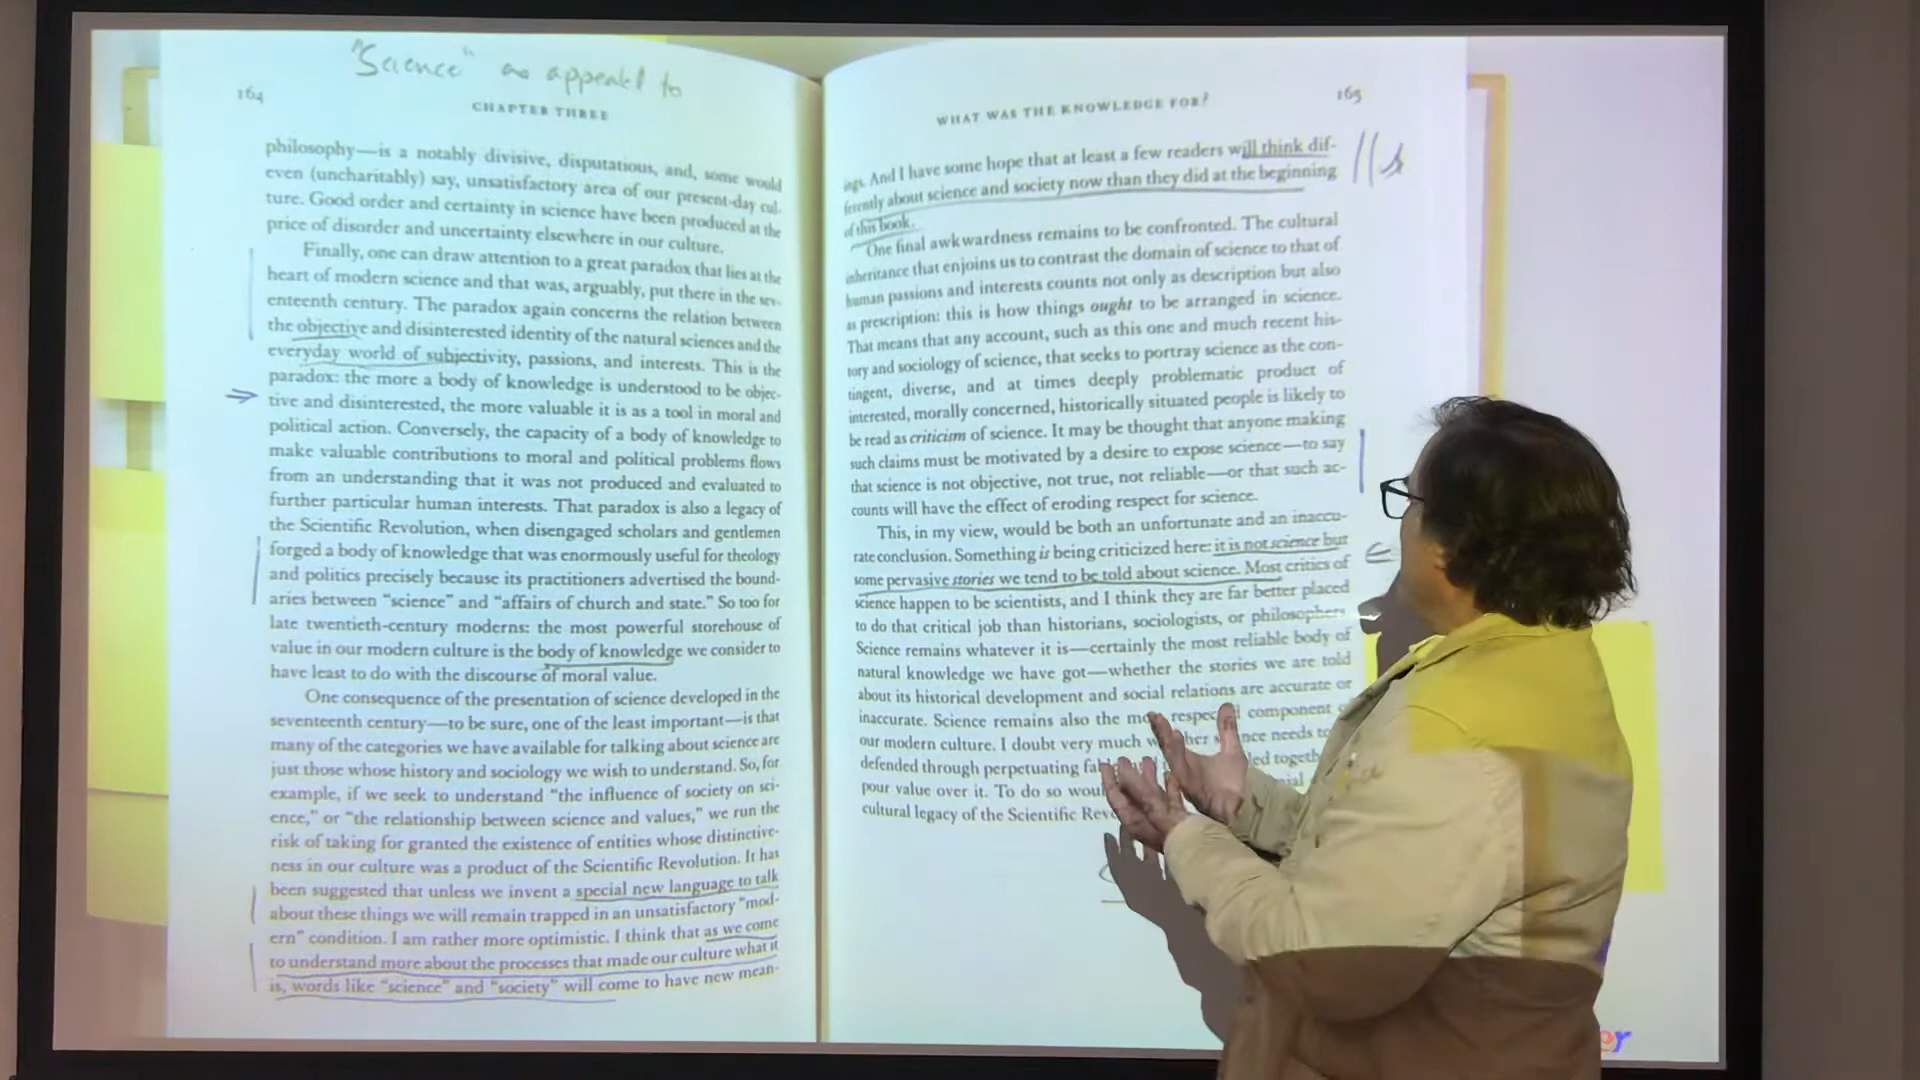 "Science" as appeal to
164
CHAPTER THREE
philosophy—is a notably divisive, disputatious, and, some would
even (uncharitably) say, unsatisfactory area of our present-day cul-
ture. Good order and certainty in science have been produced at the
price of disorder and uncertainty elsewhere in our culture.
Finally, one can draw attention to a great paradox that lies at the
heart of modern science and that was, arguably, put there in the sev-
enteenth century. The paradox again concerns the relation between
the objective and disinterested identity of the natural sciences and the
everyday world of subjectivity, passions, and interests. This is the
paradox: the more a body of knowledge is understood to be objec-
tive and disinterested, the more valuable it is as a tool in moral and
political action. Conversely, the capacity of a body of knowledge to
make valuable contributions to moral and political problems flows
from an understanding that it was not produced and evaluated to
further particular human interests. That paradox is also a legacy of
the Scientific Revolution, when disengaged scholars and gentlemen
forged a body of knowledge that was enormously useful for theology
and politics precisely because its practitioners advertised the bound-
aries between "science" and "affairs of church and state." So too for
late twentieth-century moderns: the most powerful storehouse of
value in our modern culture is the body of knowledge we consider to
have least to do with the discourse of moral value.
One consequence of the presentation of science developed in the
seventeenth century—to be sure, one of the least important—is that
many of the categories we have available for talking about science are
just those whose history and sociology we wish to understand. So, for
example, if we seek to understand "the influence of society on sci-
ence," or "the relationship between science and values," we run the
risk of taking for granted the existence of entities whose distinctive-
ness in our culture was a product of the Scientific Revolution. It has
been suggested that unless we invent a special new language to talk
about these things we will remain trapped in an unsatisfactory "mod-
ern" condition. I am rather more optimistic. I think that as we come
to understand more about the processes that made our culture what it
is, words like "science" and "society" will come to have new mean-
WHAT WAS THE KNOWLEDGE FOR?
165
ings. And I have some hope that at least a few readers will think dif-
ferently about science and society now than they did at the beginning
of this book.
One final awkwardness remains to be confronted. The cultural
inheritance that enjoins us to contrast the domain of science to that of
human passions and interests counts not only as description but also
as prescription: this is how things ought to be arranged in science.
That means that any account, such as this one and much recent his-
tory and sociology of science, that seeks to portray science as the con-
tingent, diverse, and at times deeply problematic product of
interested, morally concerned, historically situated people is likely to
be read as criticism of science. It may be thought that anyone making
such claims must be motivated by a desire to expose science—to say
that science is not objective, not true, not reliable—or that such ac-
counts will have the effect of eroding respect for science.
This, in my view, would be both an unfortunate and an inaccu-
rate conclusion. Something is being criticized here: it is not science but
some pervasive stories we tend to be told about science. Most critics of
science happen to be scientists, and I think they are far better placed
to do that critical job than historians, sociologists, or philosophers.
Science remains whatever it is—certainly the most reliable body of
natural knowledge we have got—whether the stories we are told
about its historical development and social relations are accurate or
inaccurate. Science remains also the respected component
our modern culture. I doubt very much needs to
defended through perpetuating
pour value over it. To do so
cultural legacy of the Scientific